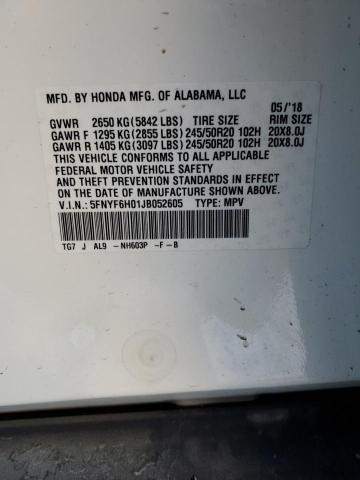 MFD. BY HONDA MFG. OF ALABAMA, LLC
05/'18
GVWR 2650 KG (5842 LBS) TIRE SIZE RIM SIZE
GAWR F 1295 KG (2855 LBS) 245/50R20 102H 20X8.0J
GAWR R 1405 KG (3097 LBS) 245/50R20 102H 20X8.0J
THIS VEHICLE CONFORMS TO ALL APPLICABLE
FEDERAL MOTOR VEHICLE SAFETY
AND THEFT PREVENTION STANDARDS IN EFFECT
ON THE DATE OF MANUFACTURE SHOWN ABOVE.
V.I.N.: 5FNYF6H01JB052605 TYPE: MPV
TG7 J AL9 -NH603P -F-B